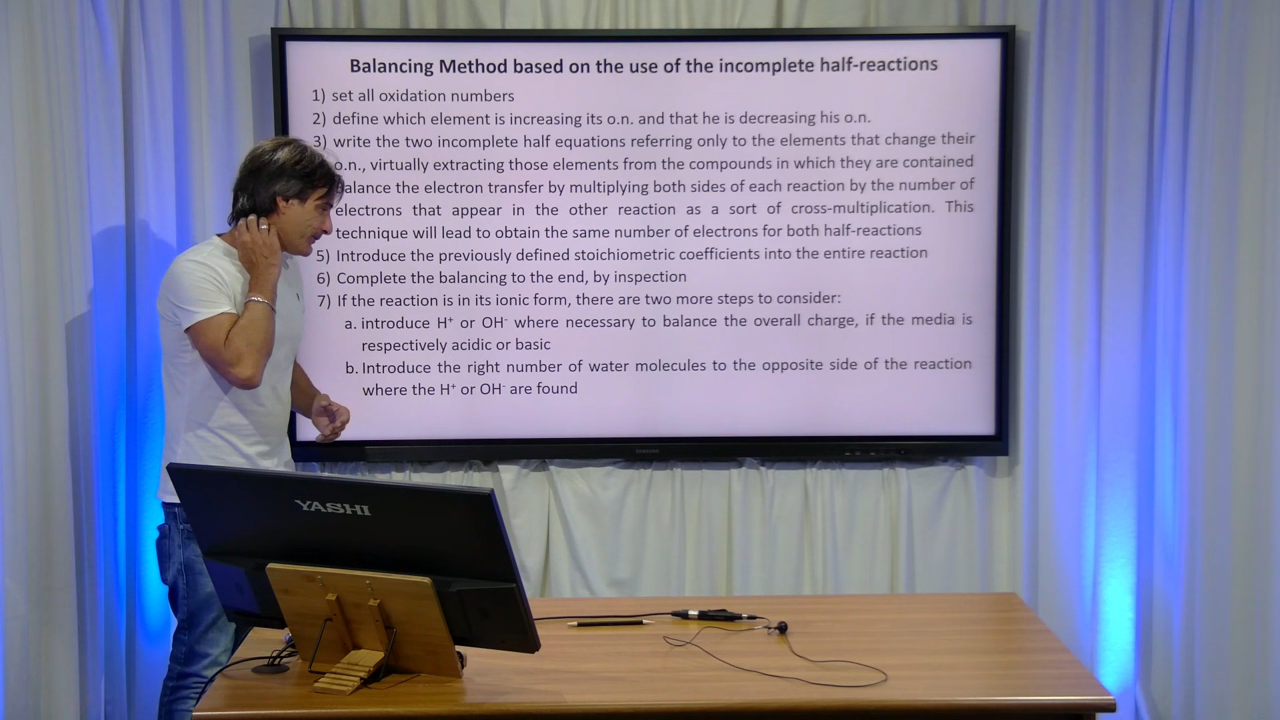 Balancing Method based on the use of the incomplete half-reactions
1) set all oxidation numbers
2) define which element is increasing its o.n. and that he is decreasing his o.n.
3) write the two incomplete half equations referring only to the elements that change their
o.n., virtually extracting those elements from the compounds in which they are contained
alance the electron transfer by multiplying both sides of each reaction by the number of
electrons that appear in the other reaction as a sort of cross-multiplication. This
technique will lead to obtain the same number of electrons for both half-reactions
5) Introduce the previously defined stoichiometric coefficients into the entire reaction
6) Complete the balancing to the end, by inspection
7) If the reaction is in its ionic form, there are two more steps to consider:
a. introduce H⁺ or OH⁻ where necessary to balance the overall charge, if the media is
respectively acidic or basic
b. Introduce the right number of water molecules to the opposite side of the reaction
where the H⁺ or OH⁻ are found
SAMSUNG
YASHI